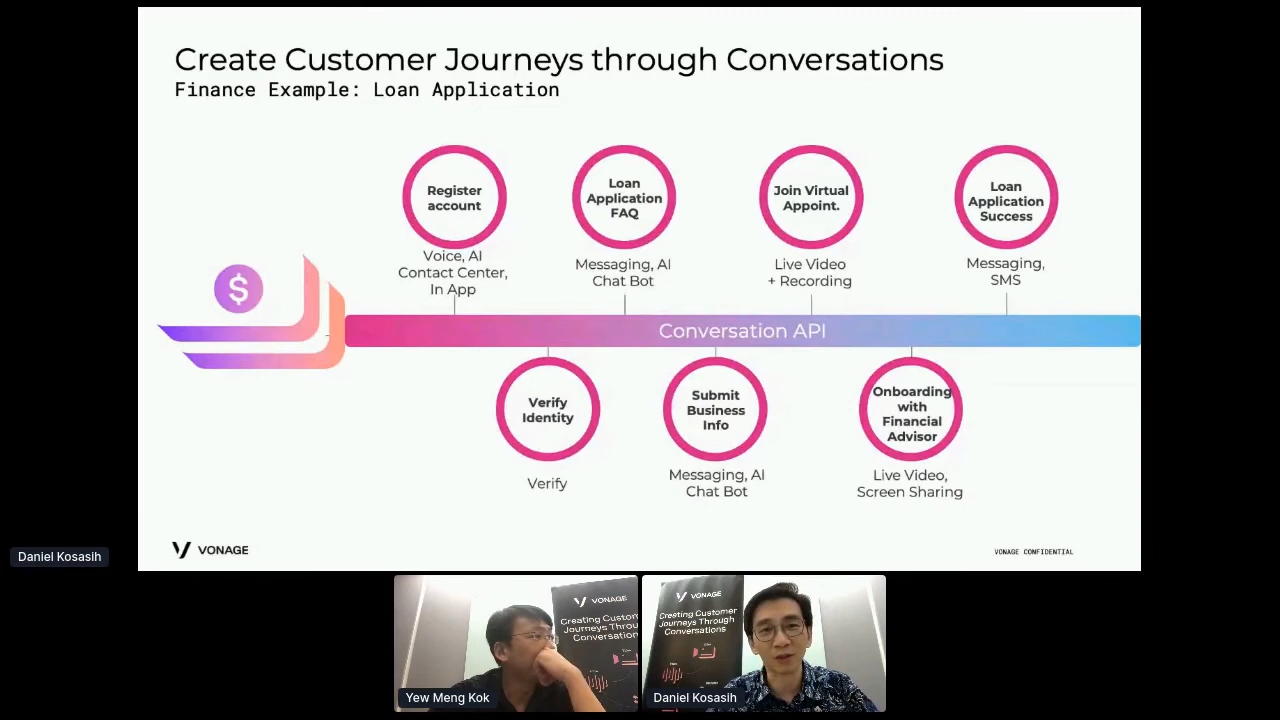 Create Customer Journeys through Conversations
Finance Example: Loan Application
Register
account
Voice, AI
Contact Center,
In App
Loan
Application
FAQ
Messaging, AI
Chat Bot
Join Virtual
Appoint.
Live Video
+ Recording
Loan
Application
Success
Messaging,
SMS
$
Conversation API
Verify
Identity
Verify
Submit
Business
Info
Messaging, AI
Chat Bot
Onboarding
with
Financial
Advisor
Live Video,
Screen Sharing
VONAGE
VONAGE CONFIDENTIAL
Daniel Kosasih
VONAGE
Creating Custom
Journeys Throu
Conversation
Yew Meng Kok
VONAGE
Creating Customer
Journeys Through
Conversations
Daniel Kosasih